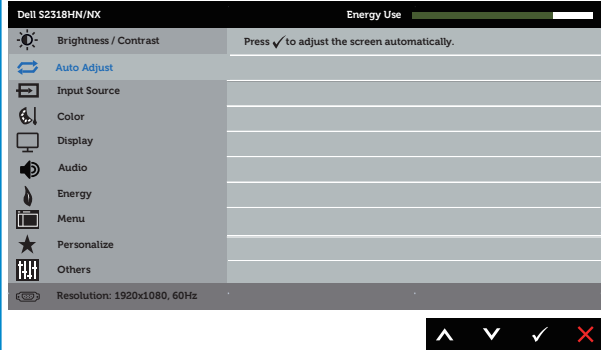 Dell S2318HN/NX Energy Use
Brightness / Contrast Press ✓ to adjust the screen automatically.
Auto Adjust
Input Source
Color
Display
Audio
Energy
Menu
Personalize
Others
Resolution: 1920x1080, 60Hz